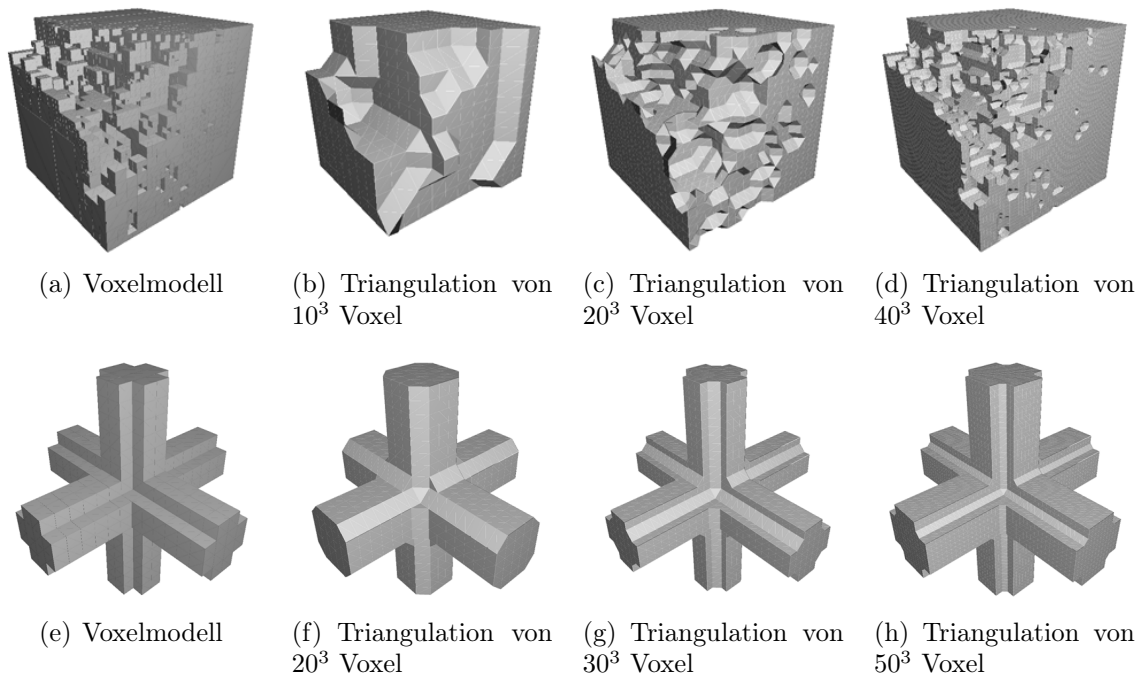 (a) Voxelmodell
(b) Triangulation von
10³ Voxel
(c) Triangulation von
20³ Voxel
(d) Triangulation von
40³ Voxel
(e) Voxelmodell
(f) Triangulation von
20³ Voxel
(g) Triangulation von
30³ Voxel
(h) Triangulation von
50³ Voxel